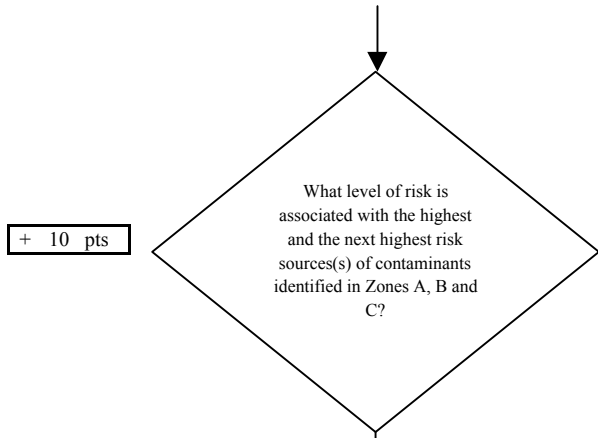 What level of risk is
associated with the highest
and the next highest risk
sources(s) of contaminants
identified in Zones A, B and
C?
+ 10 pts